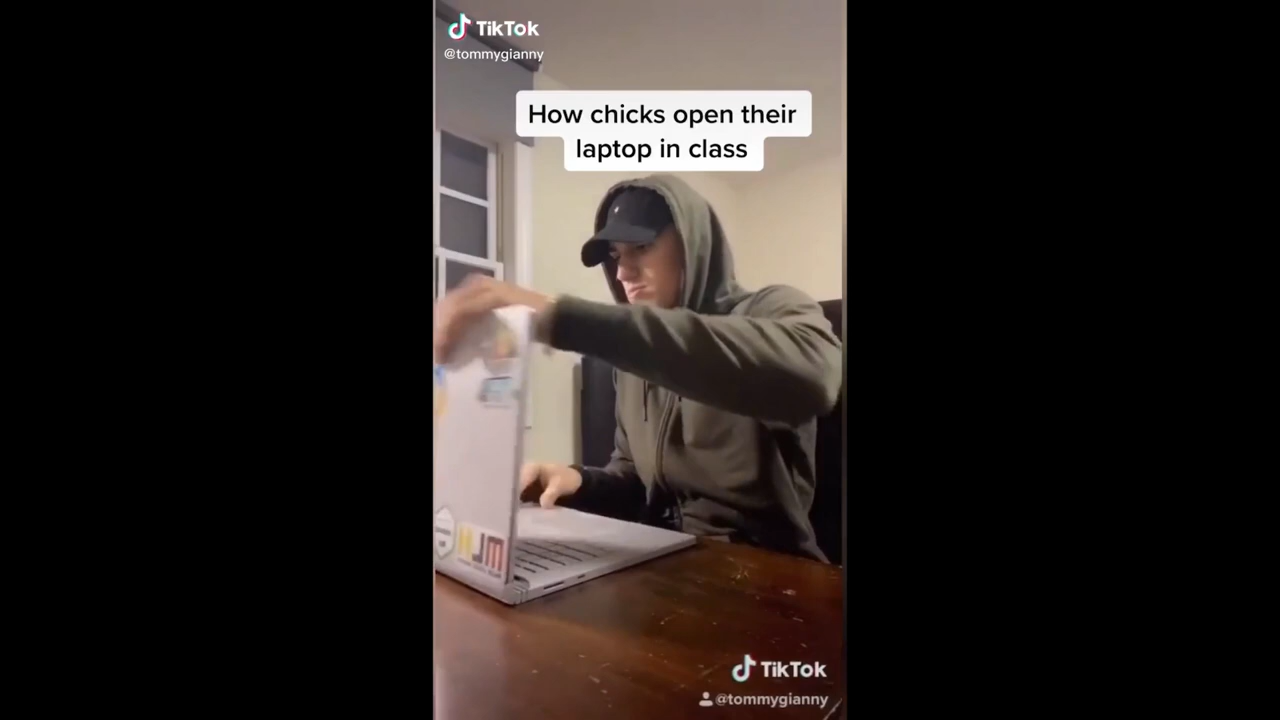 TikTok
@tommygianny
How chicks open their
laptop in class
TikTok
@tommygianny